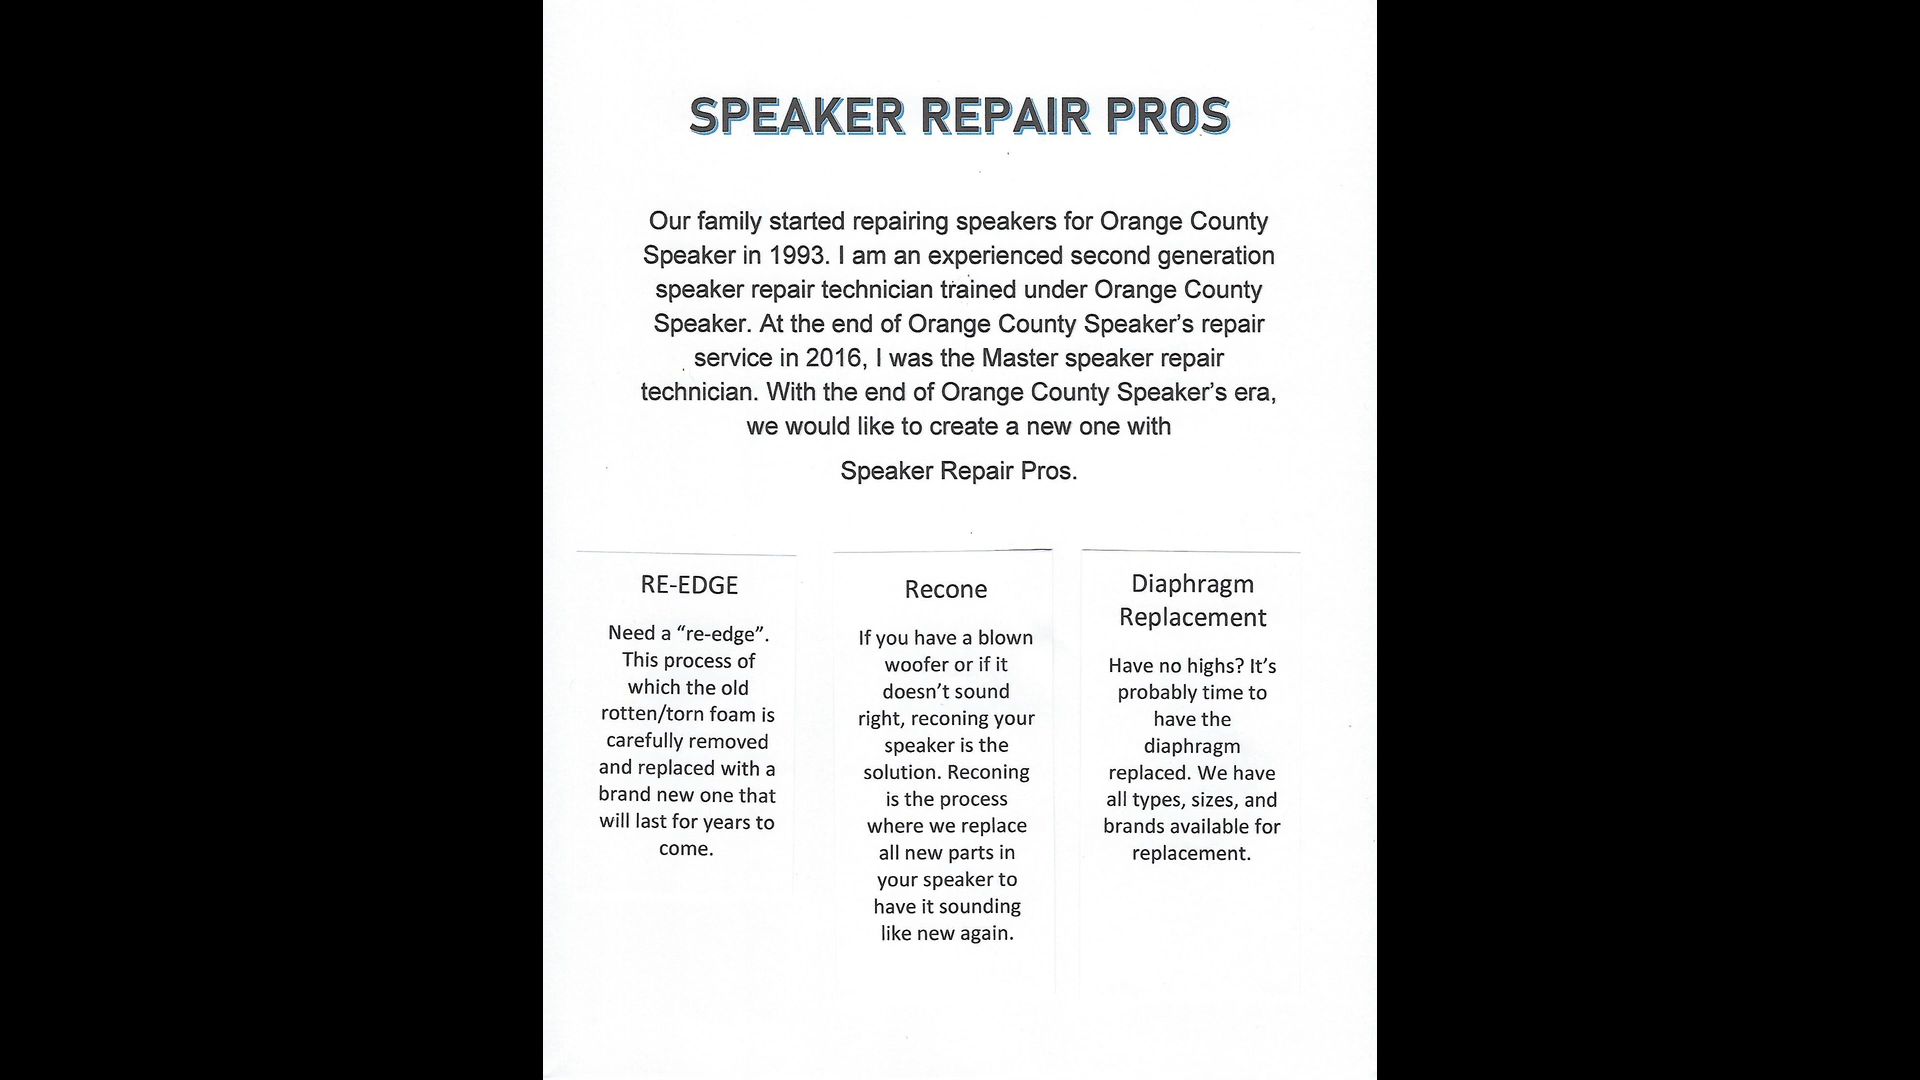 SPEAKER REPAIR PROS
Our family started repairing speakers for Orange County
Speaker in 1993. I am an experienced second generation
speaker repair technician trained under Orange County
Speaker. At the end of Orange County Speaker’s repair
service in 2016, I was the Master speaker repair
technician. With the end of Orange County Speaker’s era,
we would like to create a new one with
Speaker Repair Pros.
RE-EDGE
Need a “re-edge”.
This process of
which the old
rotten/torn foam is
carefully removed
and replaced with a
brand new one that
will last for years to
come.
Recone
If you have a blown
woofer or if it
doesn’t sound
right, reconing your
speaker is the
solution. Reconing
is the process
where we replace
all new parts in
your speaker to
have it sounding
like new again.
Diaphragm
Replacement
Have no highs? It’s
probably time to
have the
diaphragm
replaced. We have
all types, sizes, and
brands available for
replacement.